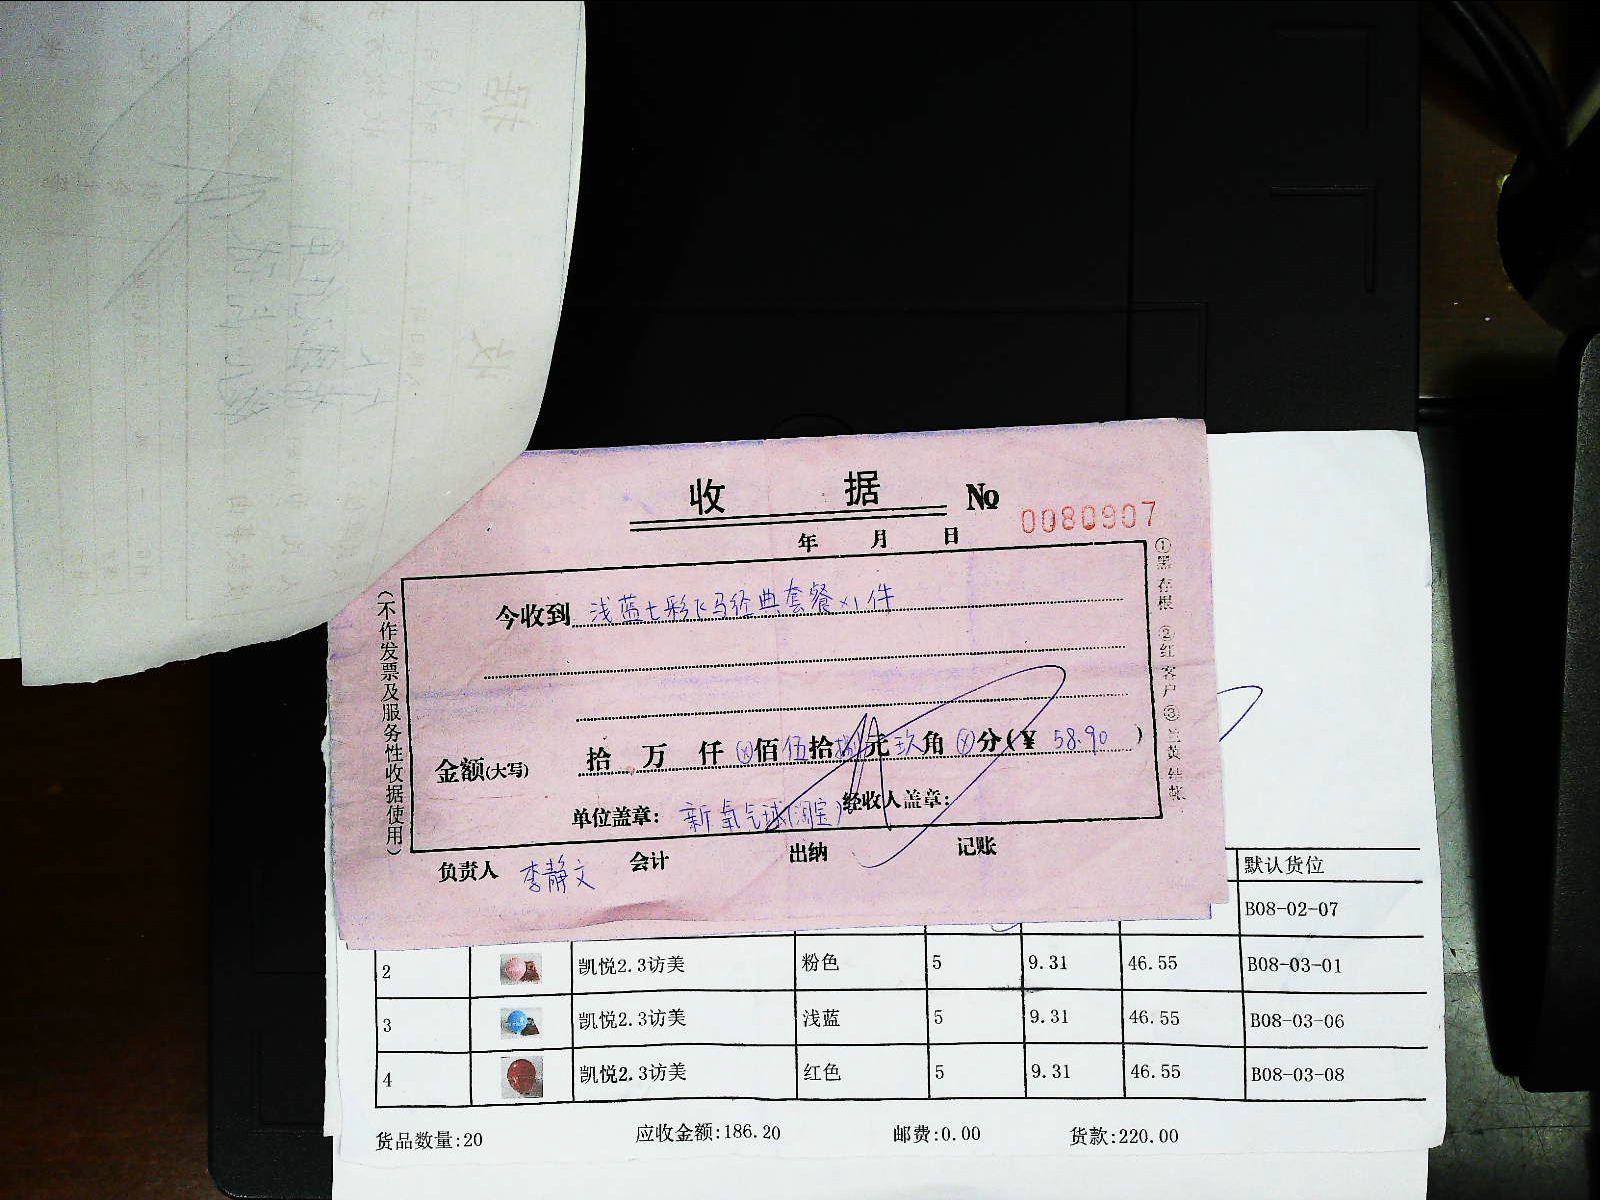 收 据 №
0080907
年 月 日
今收到 浅蓝七彩飞马经典套餐×1件
金额(大写) 拾 万 仟 ⊗佰伍拾捌元玖角⊗分(¥ 58.90 )
单位盖章: 新氧气球(淘宝) 经收人盖章:
负责人 李静文 会计 出纳 记账
(不作发票及服务性收据使用)
①黑 存根 ②红 客户 ③
默认货位
B08-02-07
2 凯悦2.3访美 粉色 5 9.31 46.55 B08-03-01
3 凯悦2.3访美 浅蓝 5 9.31 46.55 B08-03-06
4 凯悦2.3访美 红色 5 9.31 46.55 B08-03-08
货品数量:20 应收金额:186.20 邮费:0.00 货款:220.00